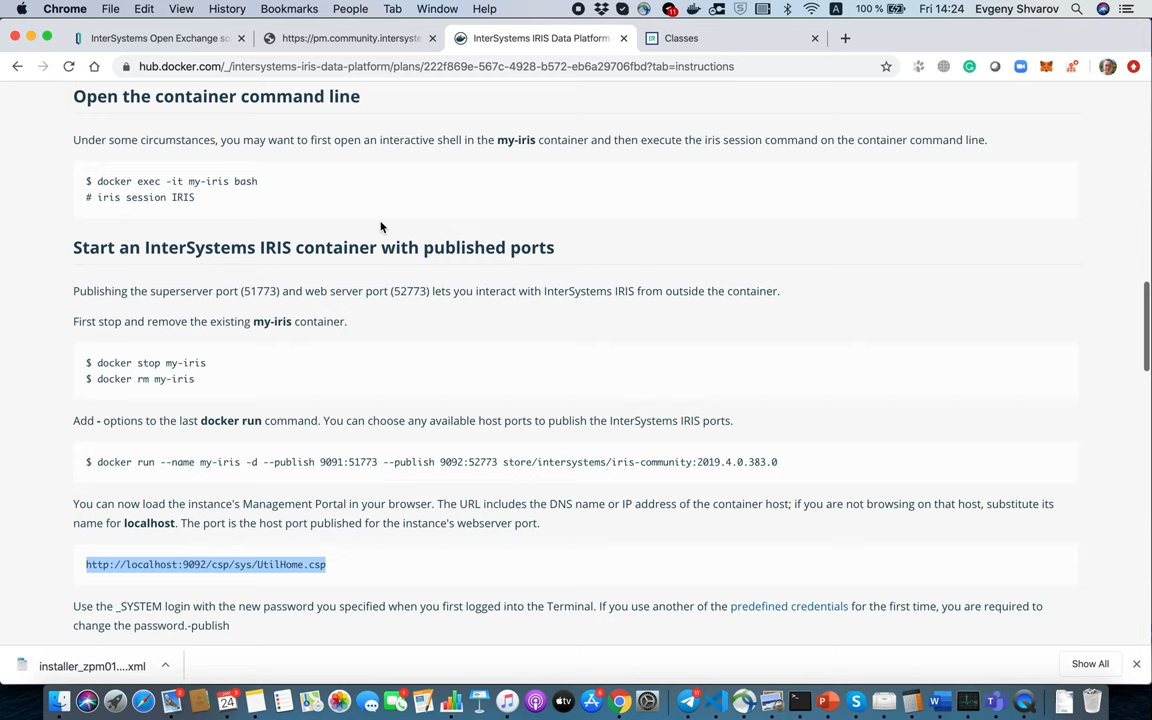 Chrome File Edit View History Bookmarks People Tab Window Help 11 A 100 % Fri 14:24 Evgeny Shvarov
InterSystems Open Exchange so × https://pm.community.intersyste × InterSystems IRIS Data Platform × Classes × +
hub.docker.com/_/intersystems-iris-data-platform/plans/222f869e-567c-4928-b572-eb6a29706fbd?tab=instructions
Open the container command line
Under some circumstances, you may want to first open an interactive shell in the my-iris container and then execute the iris session command on the container command line.
$ docker exec -it my-iris bash
# iris session IRIS
Start an InterSystems IRIS container with published ports
Publishing the superserver port (51773) and web server port (52773) lets you interact with InterSystems IRIS from outside the container.
First stop and remove the existing my-iris container.
$ docker stop my-iris
$ docker rm my-iris
Add - options to the last docker run command. You can choose any available host ports to publish the InterSystems IRIS ports.
$ docker run --name my-iris -d --publish 9091:51773 --publish 9092:52773 store/intersystems/iris-community:2019.4.0.383.0
You can now load the instance's Management Portal in your browser. The URL includes the DNS name or IP address of the container host; if you are not browsing on that host, substitute its
name for localhost. The port is the host port published for the instance's webserver port.
http://localhost:9092/csp/sys/UtilHome.csp
Use the _SYSTEM login with the new password you specified when you first logged into the Terminal. If you use another of the predefined credentials for the first time, you are required to
change the password.-publish
installer_zpm01....xml Show All